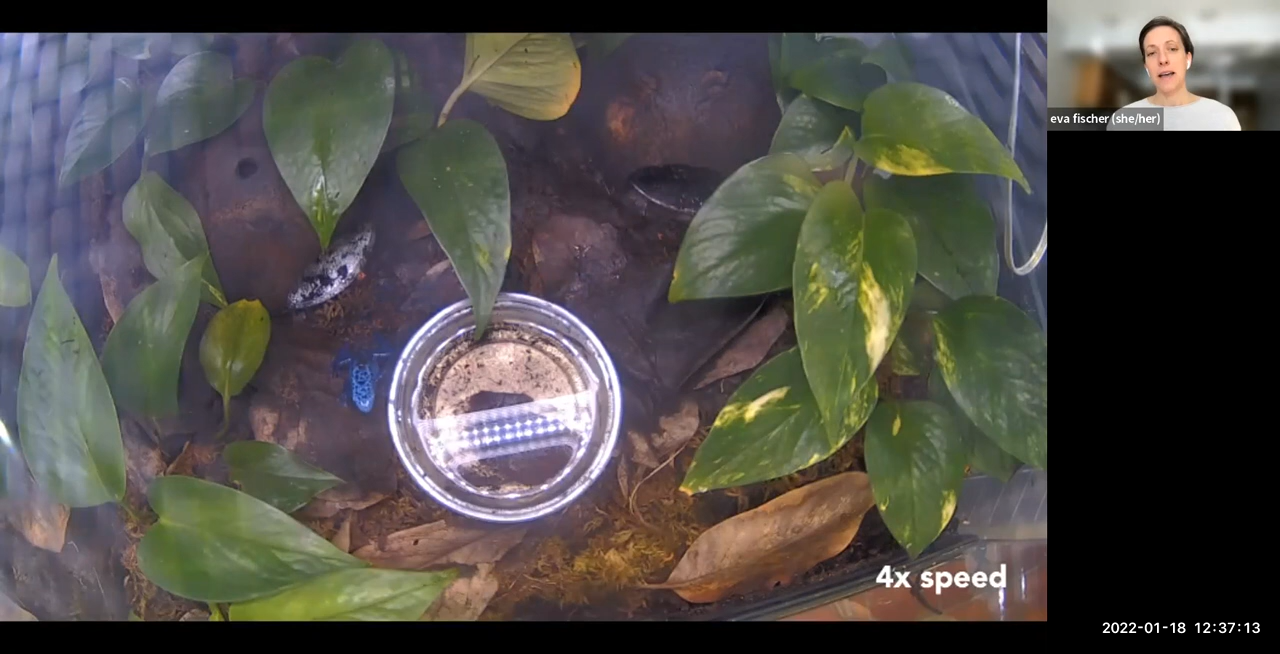 eva fischer (she/her)
4x speed
2022-01-18 12:37:13